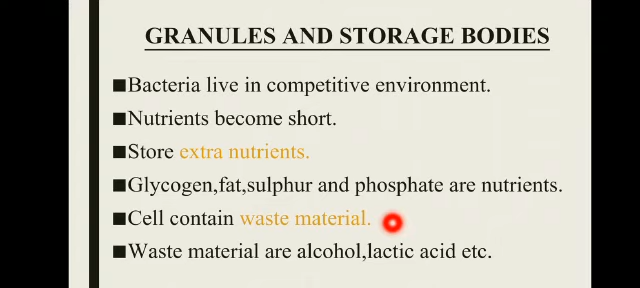 GRANULES AND STORAGE BODIES
■Bacteria live in competitive environment.
■Nutrients become short.
■Store extra nutrients.
■Glycogen,fat,sulphur and phosphate are nutrients.
■Cell contain waste material.
■Waste material are alcohol,lactic acid etc.